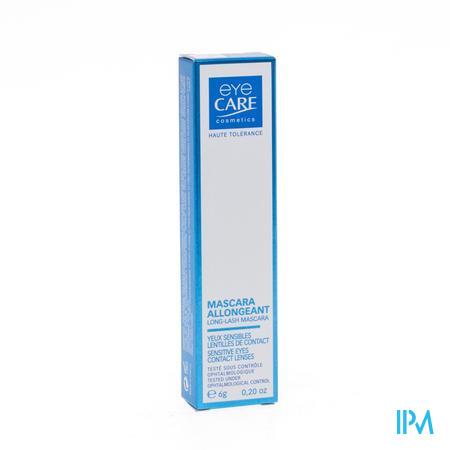 eye
CARE
cosmetics
HAUTE TOLÉRANCE
MASCARA
ALLONGEANT
LONG-LASH MASCARA
YEUX SENSIBLES
LENTILLES DE CONTACT
SENSITIVE EYES
CONTACT LENSES
TESTÉ SOUS CONTRÔLE
OPHTALMOLOGIQUE
TESTED UNDER
OPHTALMOLOGICAL CONTROL
e 6g 0,20 oz
IPM